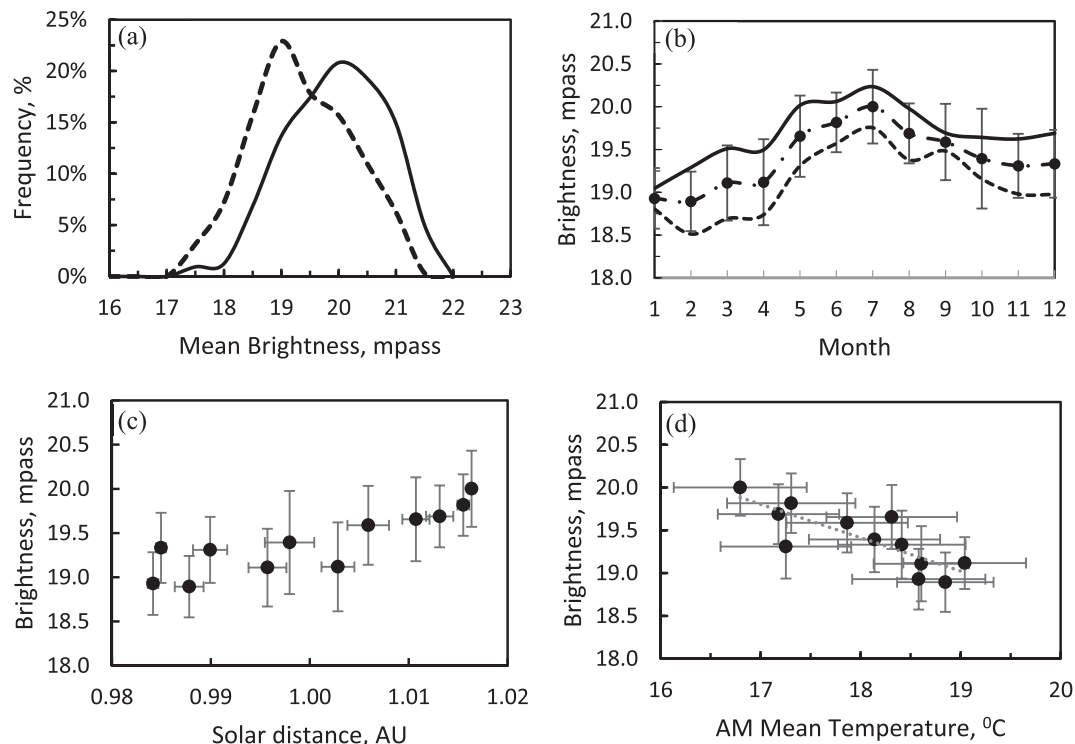 (a)
25%
20%
15%
10%
5%
0%
Frequency, %
16 17 18 19 20 21 22 23
Mean Brightness, mpass
(b)
21.0
20.5
20.0
19.5
19.0
18.5
18.0
Brightness, mpass
1 2 3 4 5 6 7 8 9 10 11 12
Month
(c)
21.0
20.5
20.0
19.5
19.0
18.5
18.0
Brightness, mpass
0.98 0.99 1.00 1.01 1.02
Solar distance, AU
(d)
21.0
20.5
20.0
19.5
19.0
18.5
18.0
Brightness, mpass
16 17 18 19 20
AM Mean Temperature, ⁰C